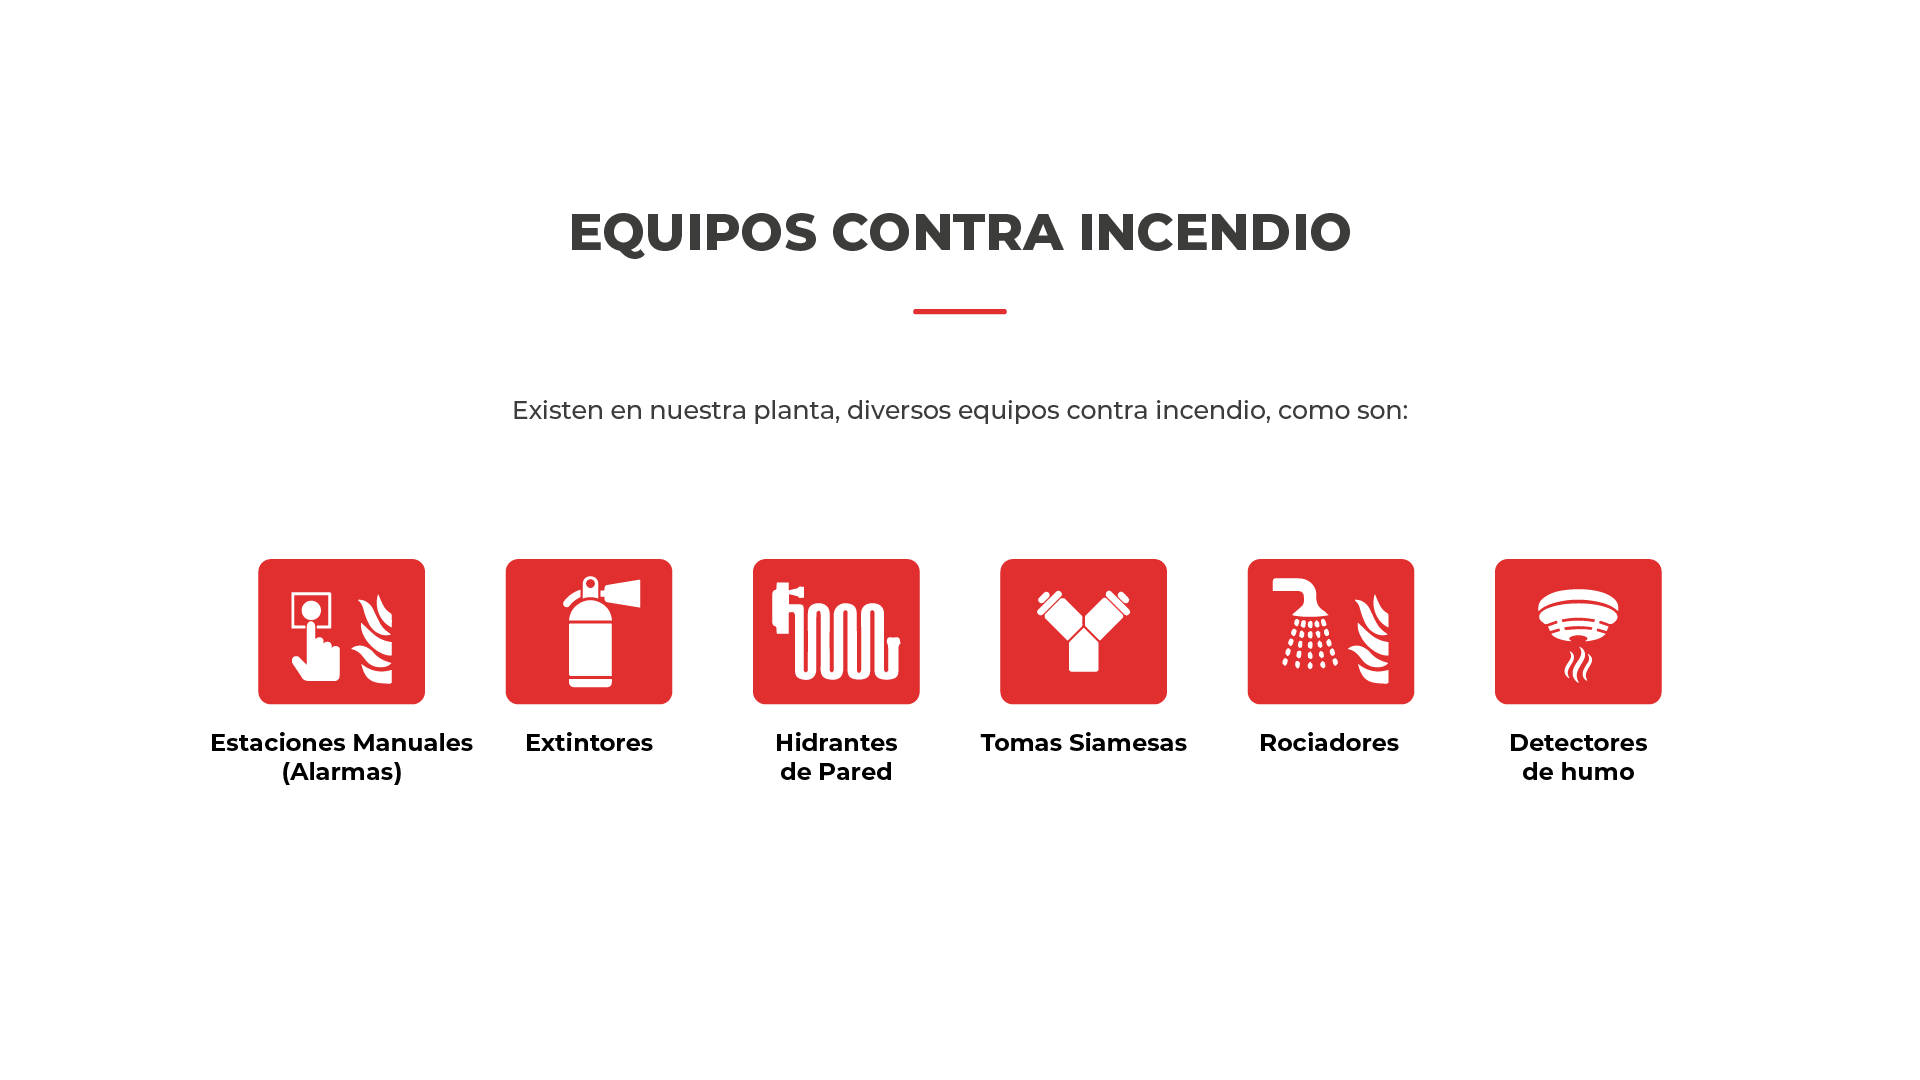 EQUIPOS CONTRA INCENDIO
Existen en nuestra planta, diversos equipos contra incendio, como son:
Estaciones Manuales
(Alarmas)
Extintores
Hidrantes
de Pared
Tomas Siamesas
Rociadores
Detectores
de humo